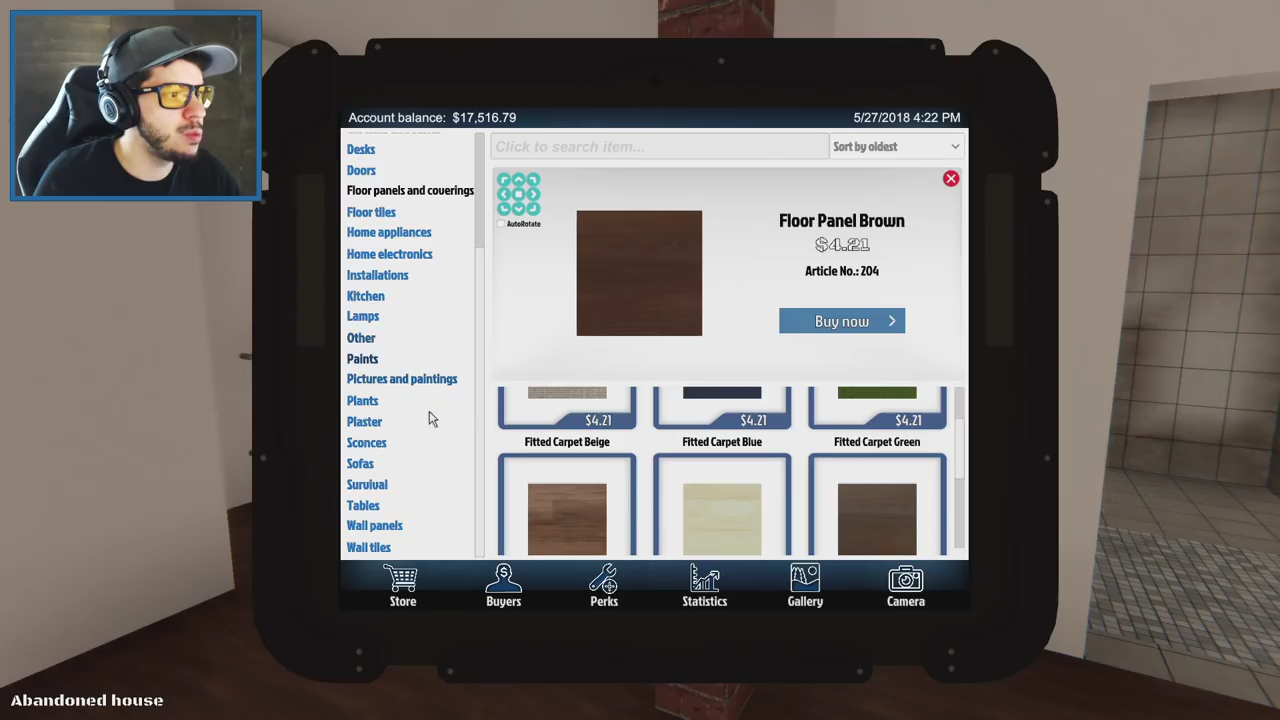 Account balance: $17,516.79
5/27/2018 4:22 PM
Desks
Doors
Floor panels and coverings
Floor tiles
Home appliances
Home electronics
Installations
Kitchen
Lamps
Other
Paints
Pictures and paintings
Plants
Plaster
Sconces
Sofas
Survival
Tables
Wall panels
Wall tiles
Click to search item...
Sort by oldest
AutoRotate
Floor Panel Brown
$4.21
Article No.: 204
Buy now
$4.21
$4.21
$4.21
Fitted Carpet Beige
Fitted Carpet Blue
Fitted Carpet Green
Store
Buyers
Perks
Statistics
Gallery
Camera
Abandoned house